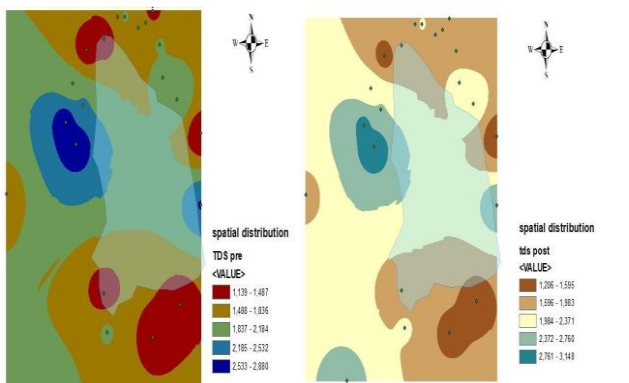 N
W E
S
spatial distribution
TDS pre
<VALUE>
1,139 - 1,487
1,488 - 1,836
1,837 - 2,184
2,185 - 2,532
2,533 - 2,880
N
W E
S
spatial distribution
tds post
<VALUE>
1,206 - 1,595
1,596 - 1,983
1,984 - 2,371
2,372 - 2,760
2,761 - 3,148